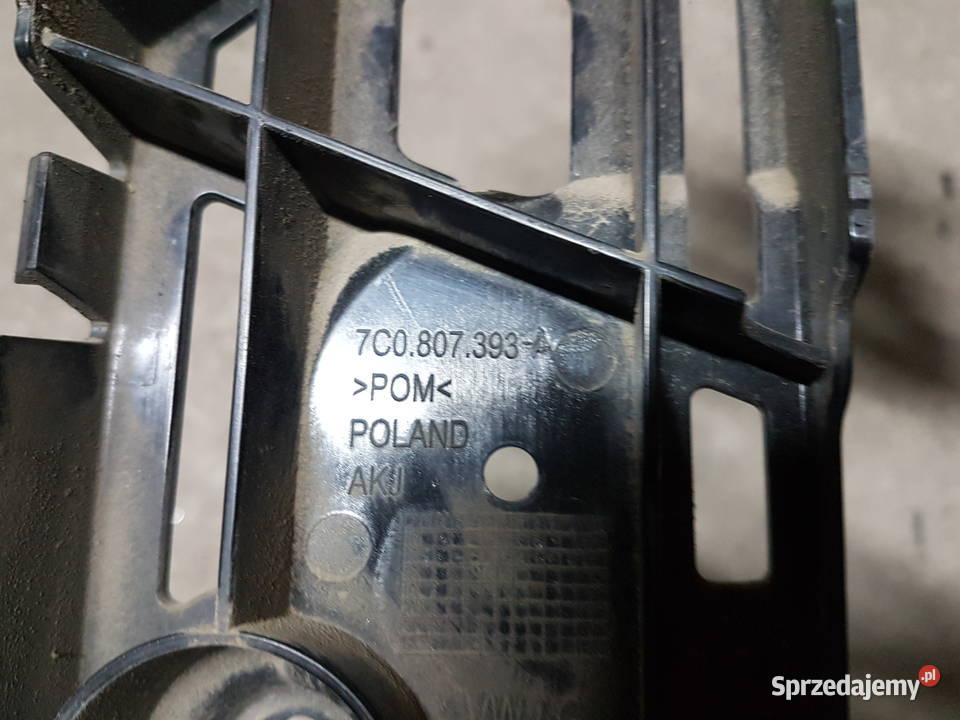 7C0.807.393-A
>POM<
POLAND
AKJ
Sprzedajemy.pl